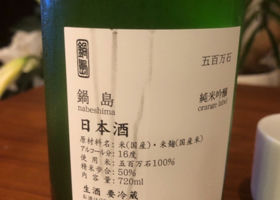 鍋島
五百万石
鍋島
nabeshima
純米吟醸
orange label
日本酒
原材料名：米(国産)・米麹(国産米)
アルコール分：16度
使用米：五百万石100%
精米歩合：50%
内容量：720ml
生酒 要冷蔵